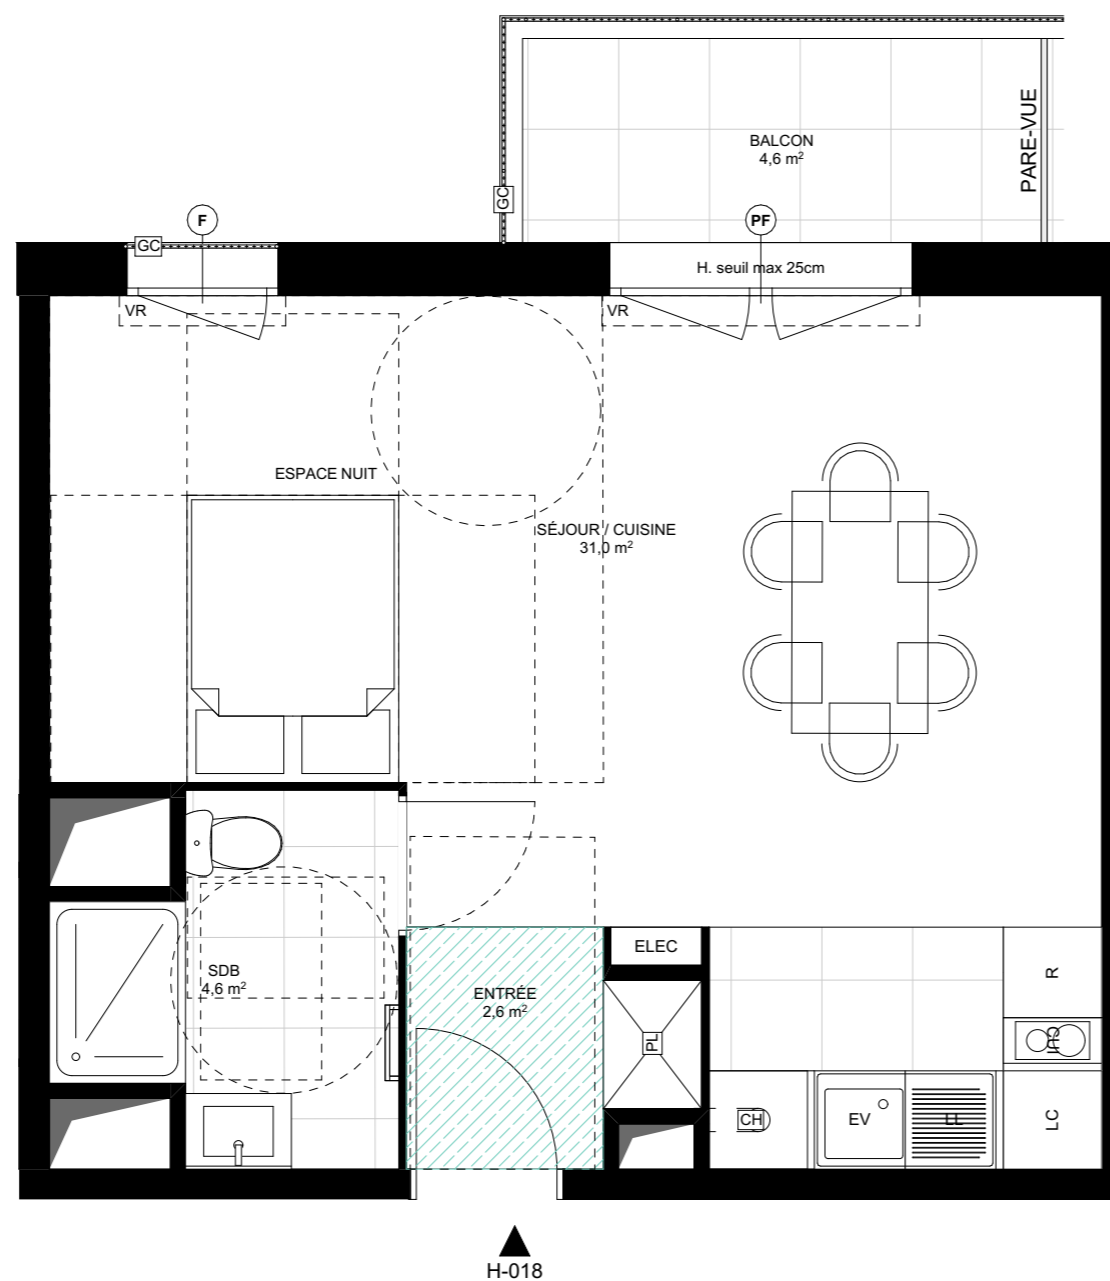 PARE-VUE
BALCON
4,6 m²
GC
F
PF
GC
H. seuil max 25cm
VR
VR
ESPACE NUIT
SÉJOUR / CUISINE
31,0 m²
ELEC
R
SDB
4,6 m²
ENTRÉE
2,6 m²
PL
CUI
CH
EV
LL
LC
H-018